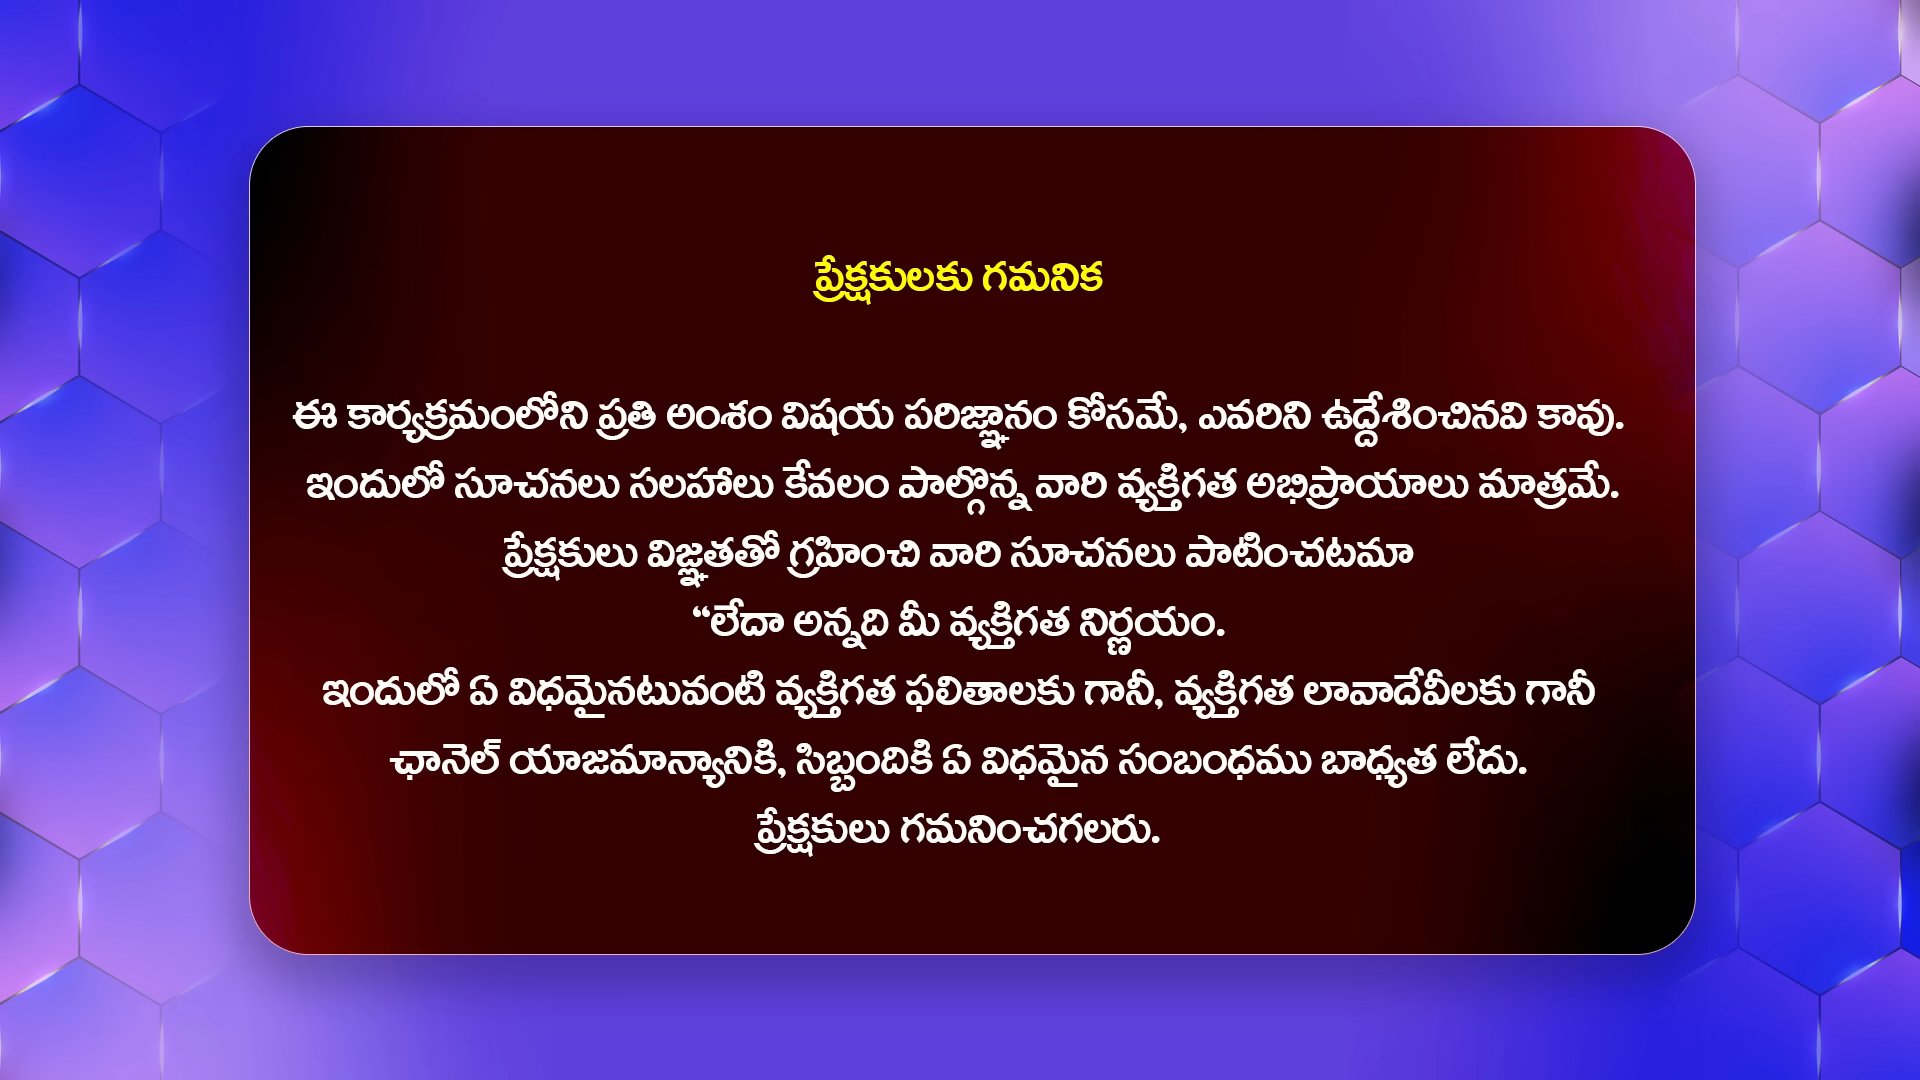 ప్రేక్షకులకు గమనిక
ఈ కార్యక్రమంలోని ప్రతి అంశం విషయ పరిజ్ఞానం కోసమే, ఎవరిని ఉద్దేశించినవి కావు.
ఇందులో సూచనలు సలహాలు కేవలం పాల్గొన్న వారి వ్యక్తిగత అభిప్రాయాలు మాత్రమే.
ప్రేక్షకులు విజ్ఞతతో గ్రహించి వారి సూచనలు పాటించటమా
“లేదా అన్నది మీ వ్యక్తిగత నిర్ణయం.
ఇందులో ఏ విధమైనటువంటి వ్యక్తిగత ఫలితాలకు గానీ, వ్యక్తిగత లావాదేవీలకు గానీ
ఛానెల్ యాజమాన్యానికి, సిబ్బందికి ఏ విధమైన సంబంధము బాధ్యత లేదు.
ప్రేక్షకులు గమనించగలరు.